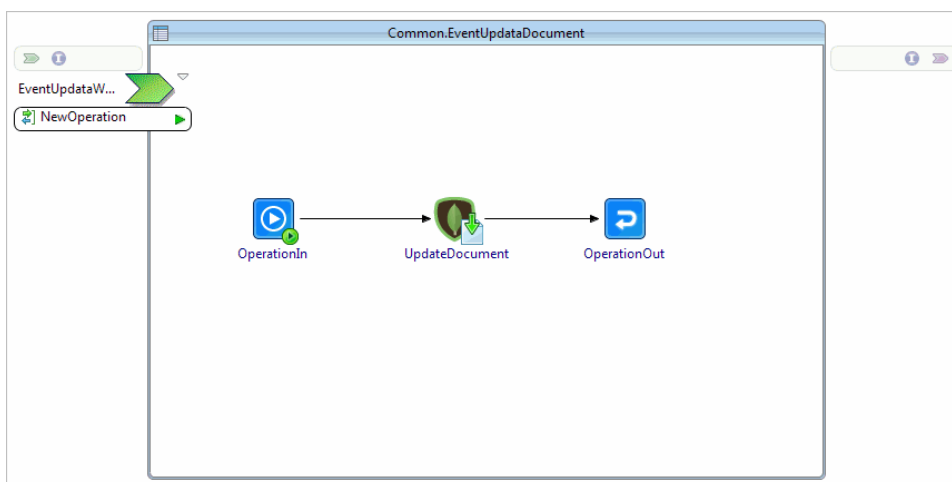 Common.EventUpdataDocument
EventUpdataW...
NewOperation
OperationIn
UpdateDocument
OperationOut